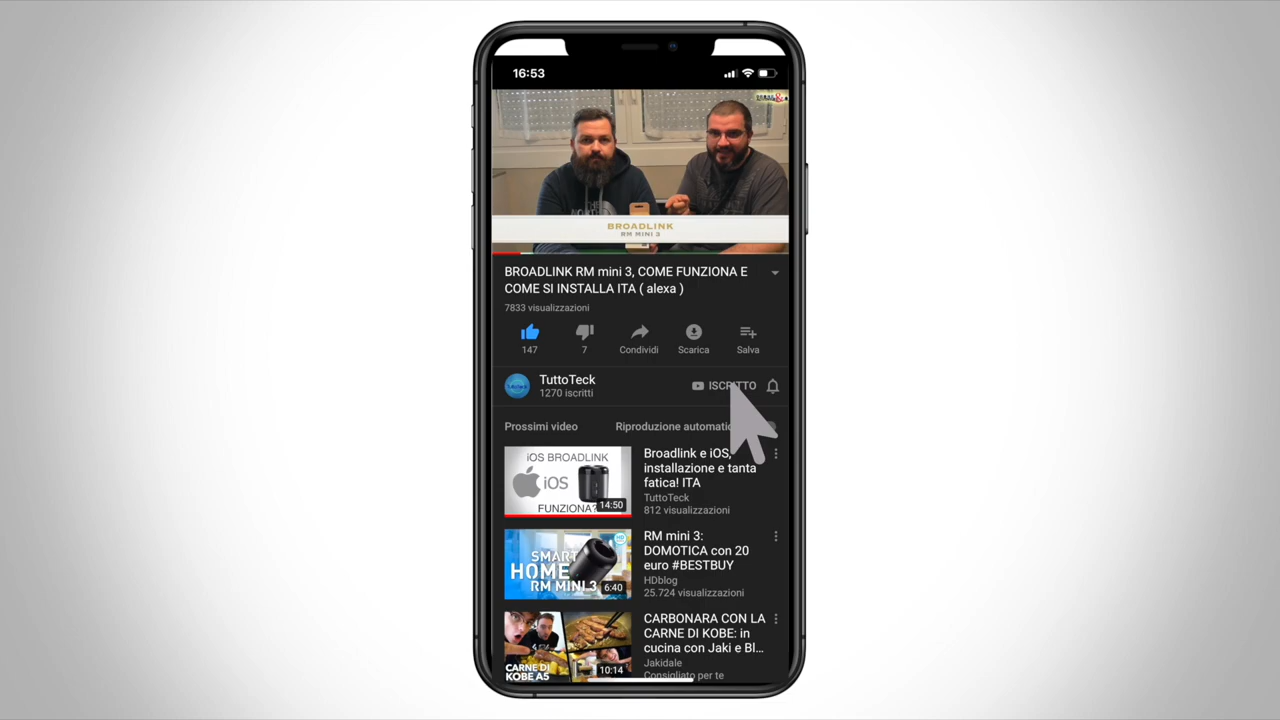 16:53
BROADLINK
RM MINI 3
BROADLINK RM mini 3, COME FUNZIONA E
COME SI INSTALLA ITA ( alexa )
7833 visualizzazioni
147
7
Condividi
Scarica
Salva
TuttoTeck
1270 iscritti
ISCRITTO
Prossimi video
Riproduzione automatic
iOS BROADLINK
iOS
FUNZIONA?
14:50
Broadlink e iOS,
installazione e tanta
fatica! ITA
TuttoTeck
812 visualizzazioni
SMART
HOME
RM MINI 3
6:40
RM mini 3:
DOMOTICA con 20
euro #BESTBUY
HDblog
25.724 visualizzazioni
CARNE DI
KOBE A5
10:14
CARBONARA CON LA
CARNE DI KOBE: in
cucina con Jaki e Bl...
Jakidale
Consigliato per te